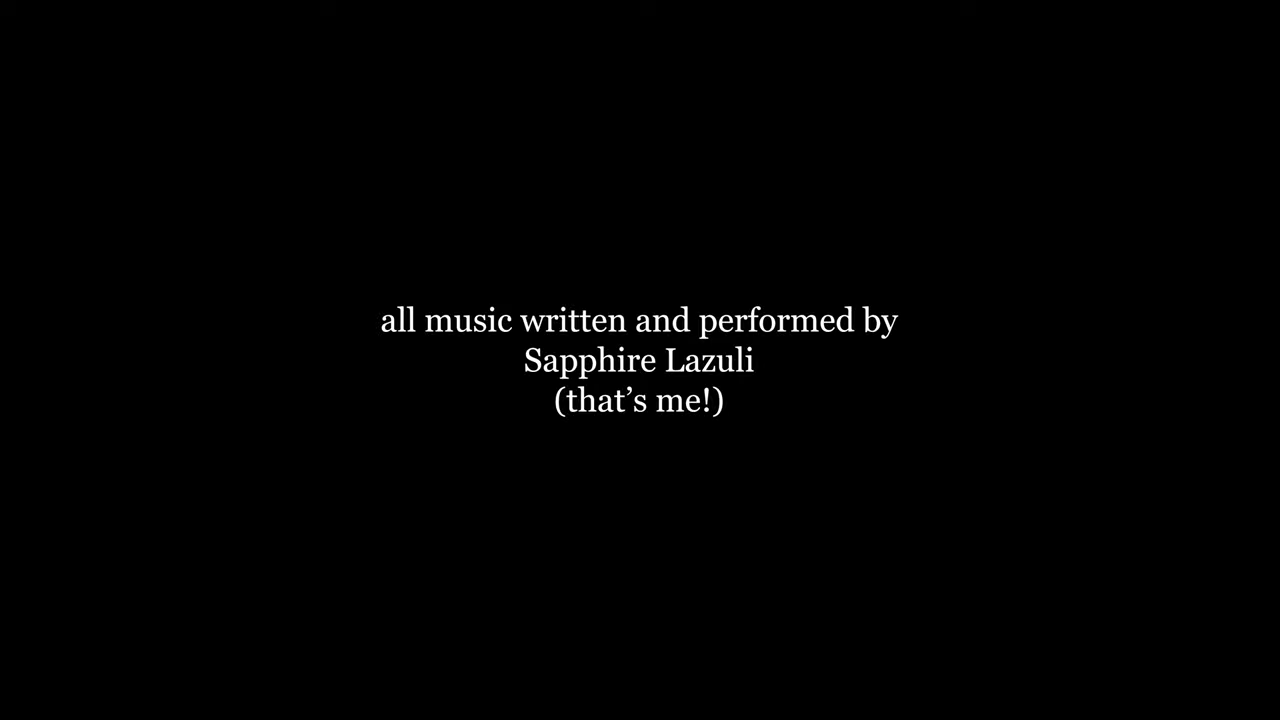 all music written and performed by
Sapphire Lazuli
(that’s me!)